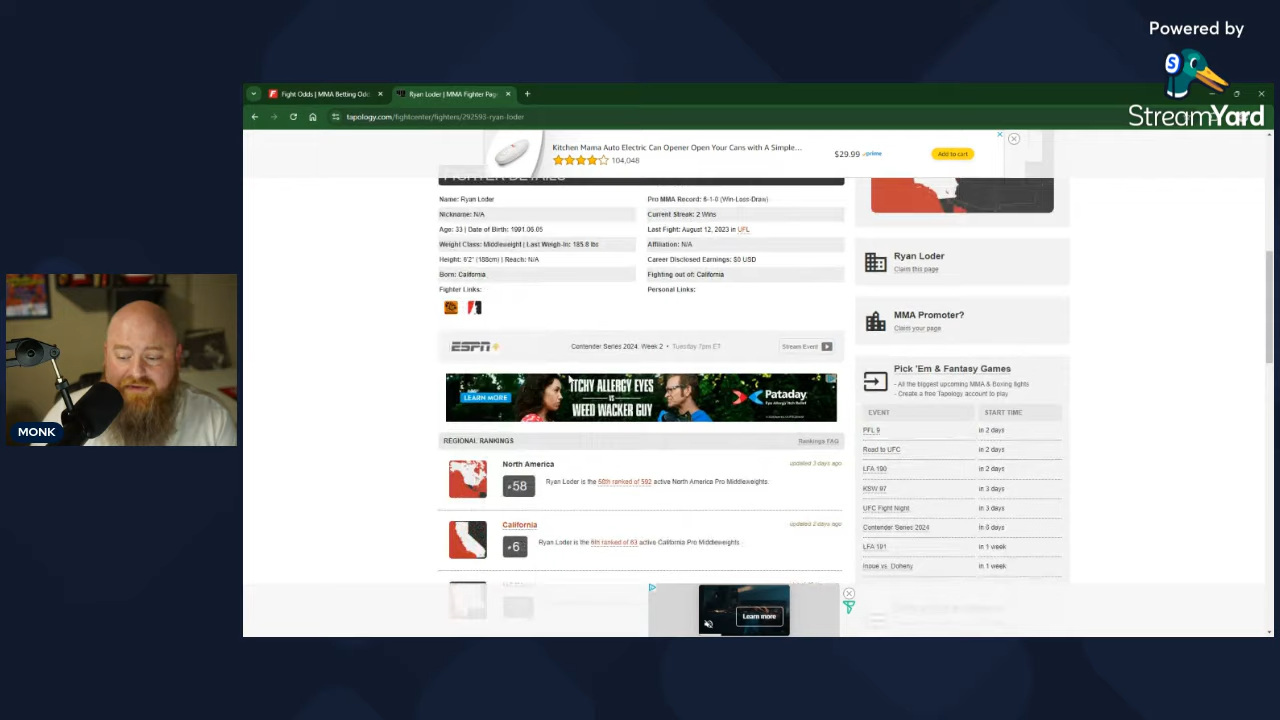 Powered by
StreamYard
Fight Odds | MMA Betting Odd
Ryan Loder | MMA Fighter Page
tapology.com/fightcenter/fighters/292593-ryan-loder
Kitchen Mama Auto Electric Can Opener Open Your Cans with A Simple...
104,048
$29.99 prime
Add to cart
FIGHTER DETAILS
Name: Ryan Loder
Nickname: N/A
Age: 33 | Date of Birth: 1991.06.05
Weight Class: Middleweight | Last Weigh-In: 185.8 lbs
Height: 6'2" (188cm) | Reach: N/A
Born: California
Fighter Links:
Pro MMA Record: 6-1-0 (Win-Loss-Draw)
Current Streak: 2 Wins
Last Fight: August 12, 2023 in UFL
Affiliation: N/A
Career Disclosed Earnings: $0 USD
Fighting out of: California
Personal Links:
ESPN+
Contender Series 2024, Week 2 • Tuesday 7pm ET
Stream Event
LEARN MORE
ITCHY ALLERGY EYES
VS
WEED WACKER GUY
Pataday.
REGIONAL RANKINGS
Rankings FAQ
North America
updated 2 days ago
#58
Ryan Loder is the 58th ranked of 592 active North America Pro Middleweights.
California
updated 2 days ago
#6
Ryan Loder is the 6th ranked of 83 active California Pro Middleweights
Ryan Loder
Claim this page
MMA Promoter?
Claim your page
Pick 'Em & Fantasy Games
- All the biggest upcoming MMA & Boxing fights
- Create a free Tapology account to play
EVENT START TIME
PFL 9 in 2 days
Road to UFC in 2 days
LFA 190 in 2 days
KSW 97 in 3 days
UFC Fight Night in 3 days
Contender Series 2024 in 6 days
LFA 191 in 1 week
Inoue vs. Doheny in 1 week
Learn more
MONK